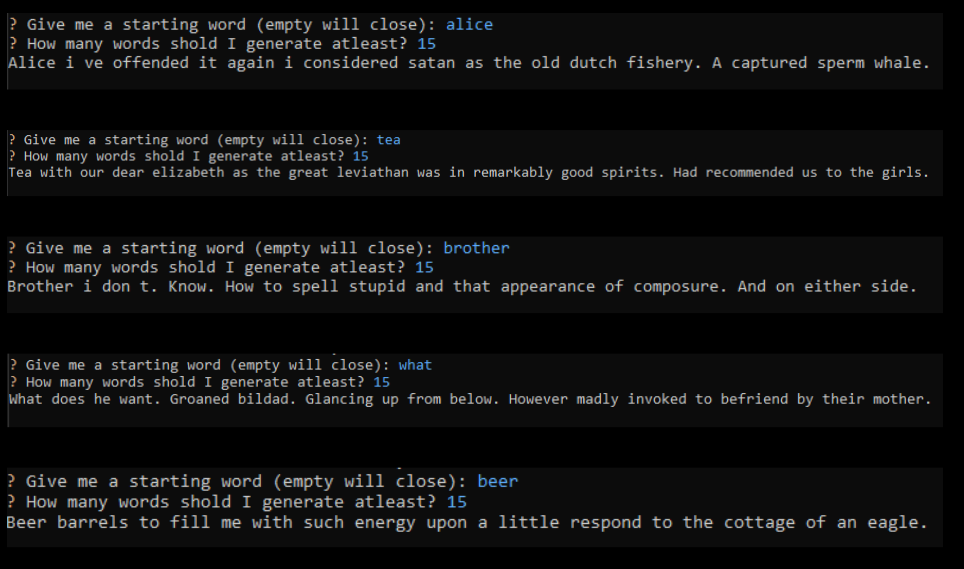 ? Give me a starting word (empty will close): alice
? How many words shold I generate atleast? 15
Alice i ve offended it again i considered satan as the old dutch fishery. A captured sperm whale.
? Give me a starting word (empty will close): tea
? How many words shold I generate atleast? 15
Tea with our dear elizabeth as the great leviathan was in remarkably good spirits. Had recommended us to the girls.
? Give me a starting word (empty will close): brother
? How many words shold I generate atleast? 15
Brother i don t. Know. How to spell stupid and that appearance of composure. And on either side.
? Give me a starting word (empty will close): what
? How many words shold I generate atleast? 15
What does he want. Groaned bildad. Glancing up from below. However madly invoked to befriend by their mother.
? Give me a starting word (empty will close): beer
? How many words shold I generate atleast? 15
Beer barrels to fill me with such energy upon a little respond to the cottage of an eagle.